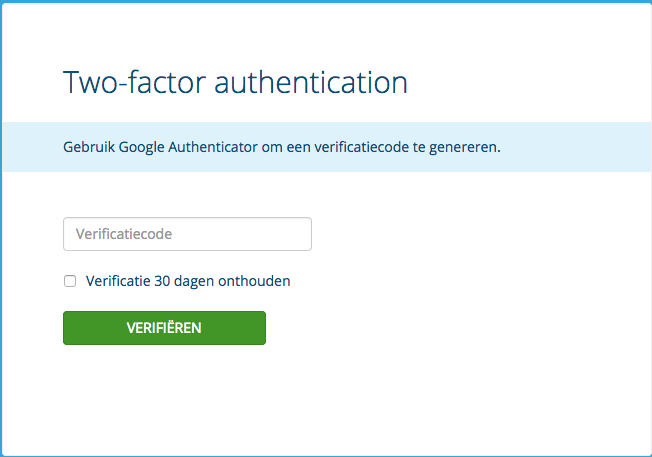 Two-factor authentication
Gebruik Google Authenticator om een verificatiecode te genereren.
Verificatiecode
Verificatie 30 dagen onthouden
VERIFIËREN